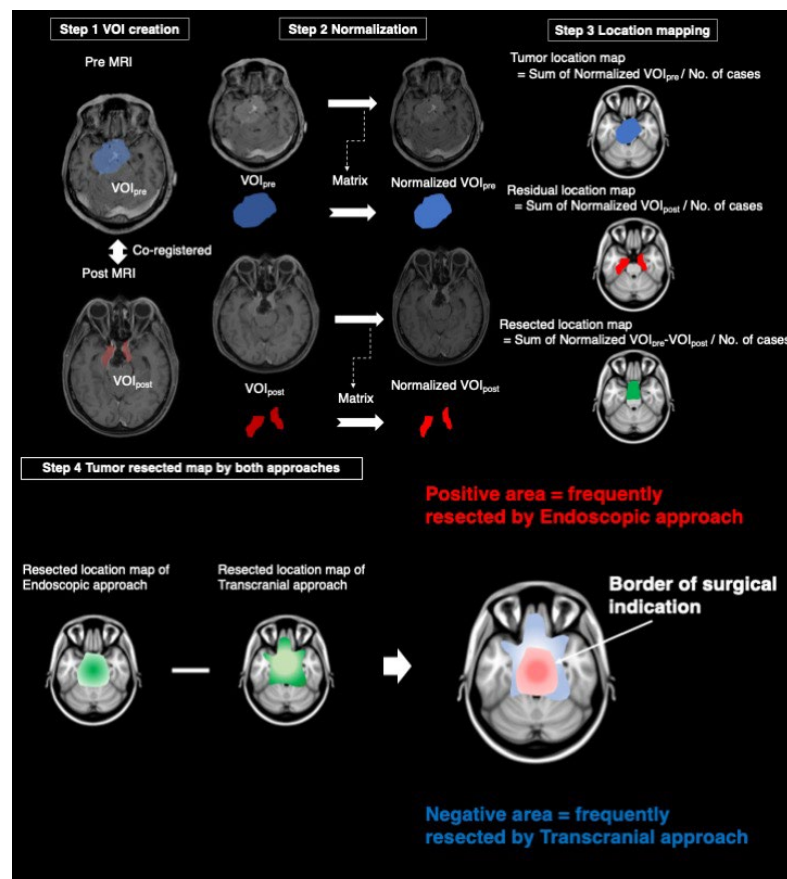 Step 1 VOI creation
Pre MRI
VOIpre
Co-registered
Post MRI
VOIpost
Step 2 Normalization
VOIpre
Matrix
Normalized VOIpre
VOIpost
Matrix
Normalized VOIpost
Step 3 Location mapping
Tumor location map
= Sum of Normalized VOIpre / No. of cases
Residual location map
= Sum of Normalized VOIpost / No. of cases
Resected location map
= Sum of Normalized VOIpre-VOIpost / No. of cases
Step 4 Tumor resected map by both approaches
Resected location map of
Endoscopic approach
Resected location map of
Transcranial approach
Positive area = frequently
resected by Endoscopic approach
Border of surgical
indication
Negative area = frequently
resected by Transcranial approach